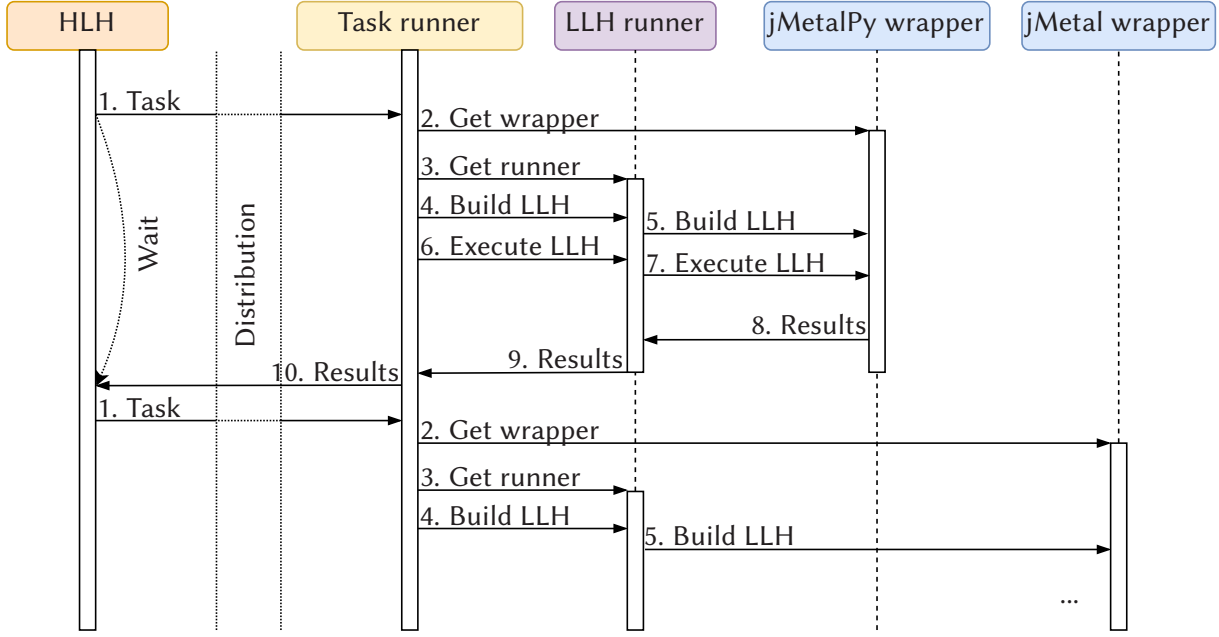 HLH
Task runner
LLH runner
jMetalPy wrapper
jMetal wrapper
1. Task
2. Get wrapper
3. Get runner
4. Build LLH
5. Build LLH
6. Execute LLH
7. Execute LLH
Wait
Distribution
8. Results
9. Results
10. Results
1. Task
2. Get wrapper
3. Get runner
4. Build LLH
5. Build LLH
...